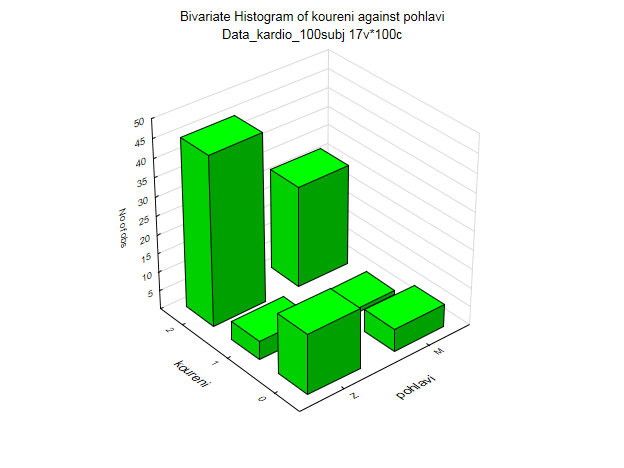 Bivariate Histogram of koureni against pohlavi
Data_kardio_100subj 17v*100c
50
45
40
35
30
25
20
15
10
5
No of obs
2
1
0
koureni
Z
M
pohlavi